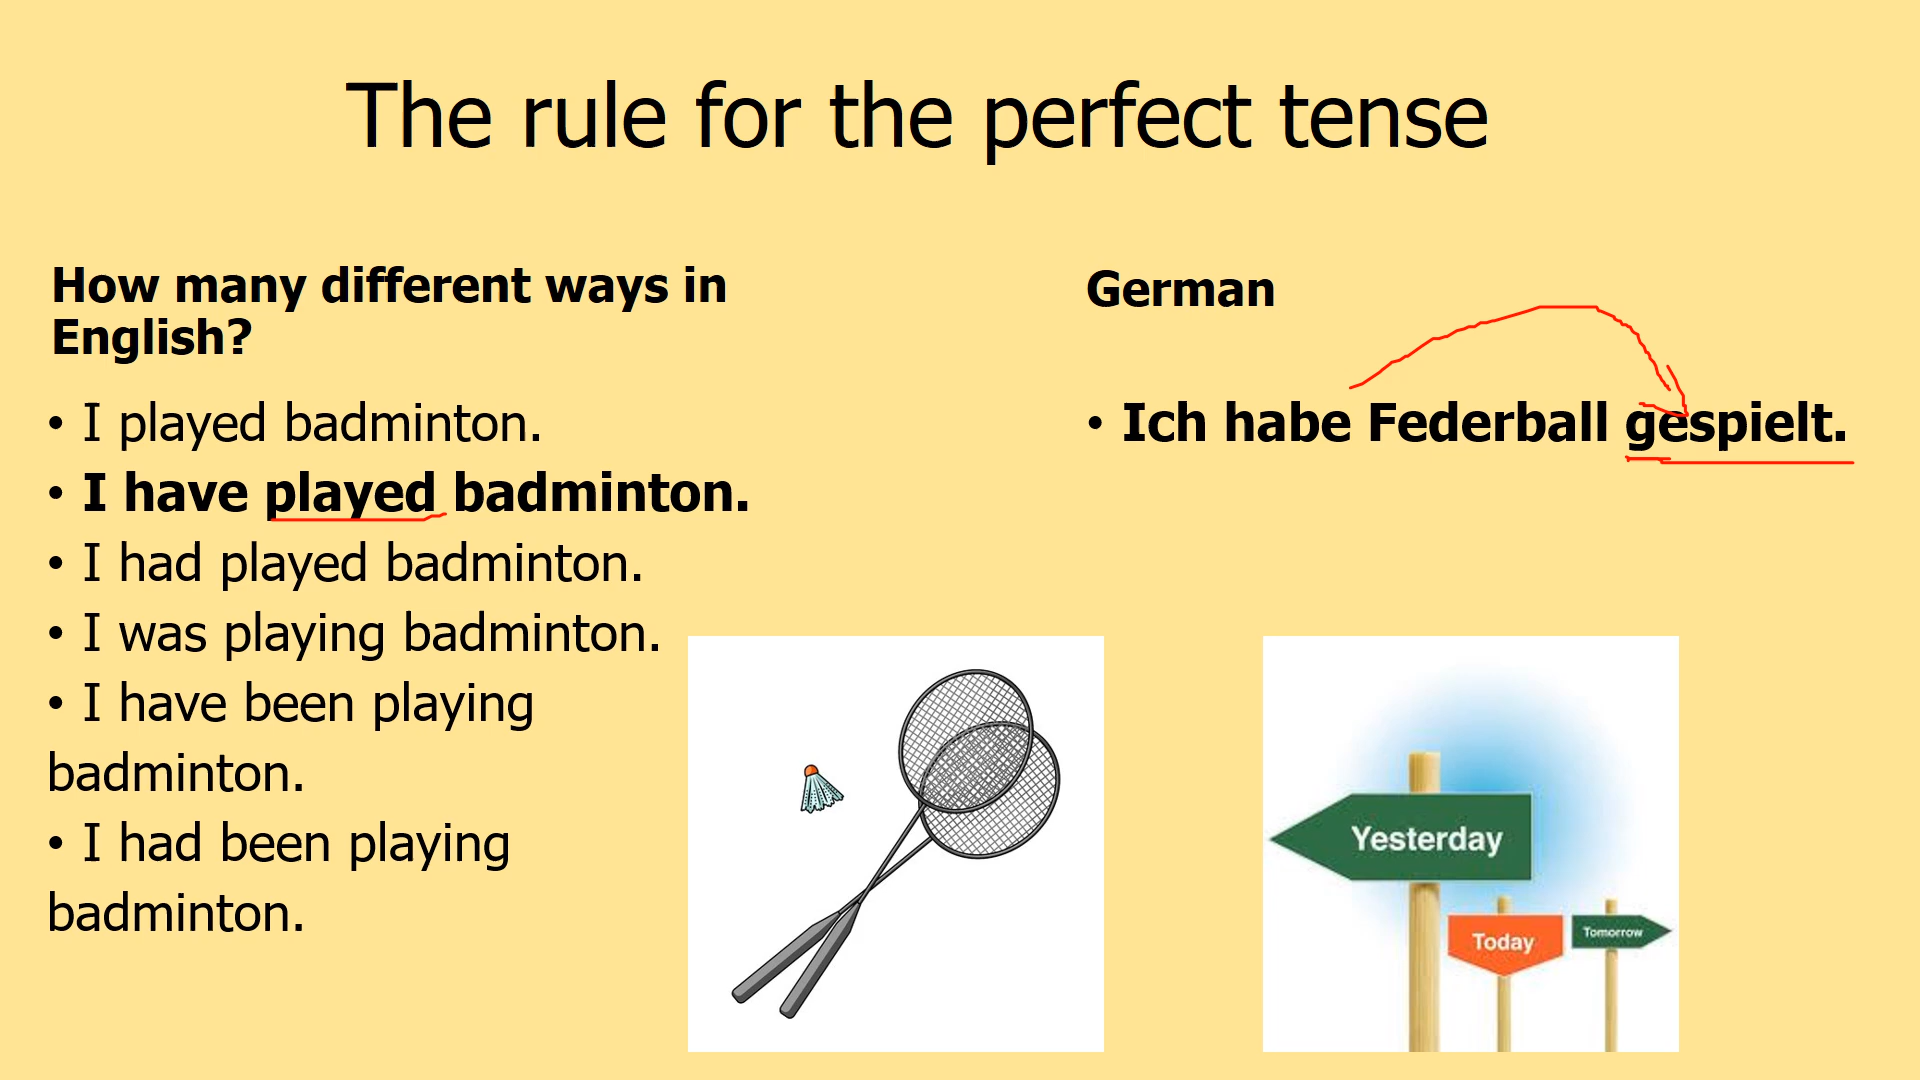 The rule for the perfect tense
How many different ways in
English?
• I played badminton.
• I have played badminton.
• I had played badminton.
• I was playing badminton.
• I have been playing
badminton.
• I had been playing
badminton.
German
• Ich habe Federball gespielt.
Yesterday
Today
Tomorrow